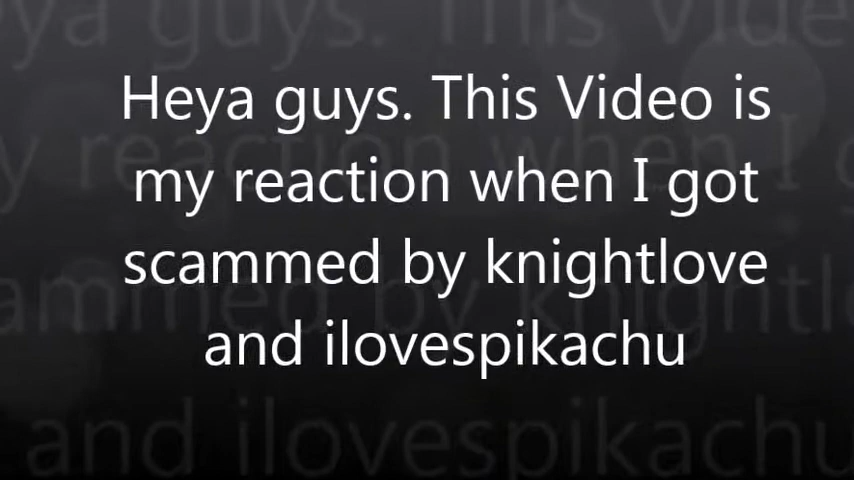 Heya guys. This Video is
my reaction when I got
scammed by knightlove
and ilovespikachu